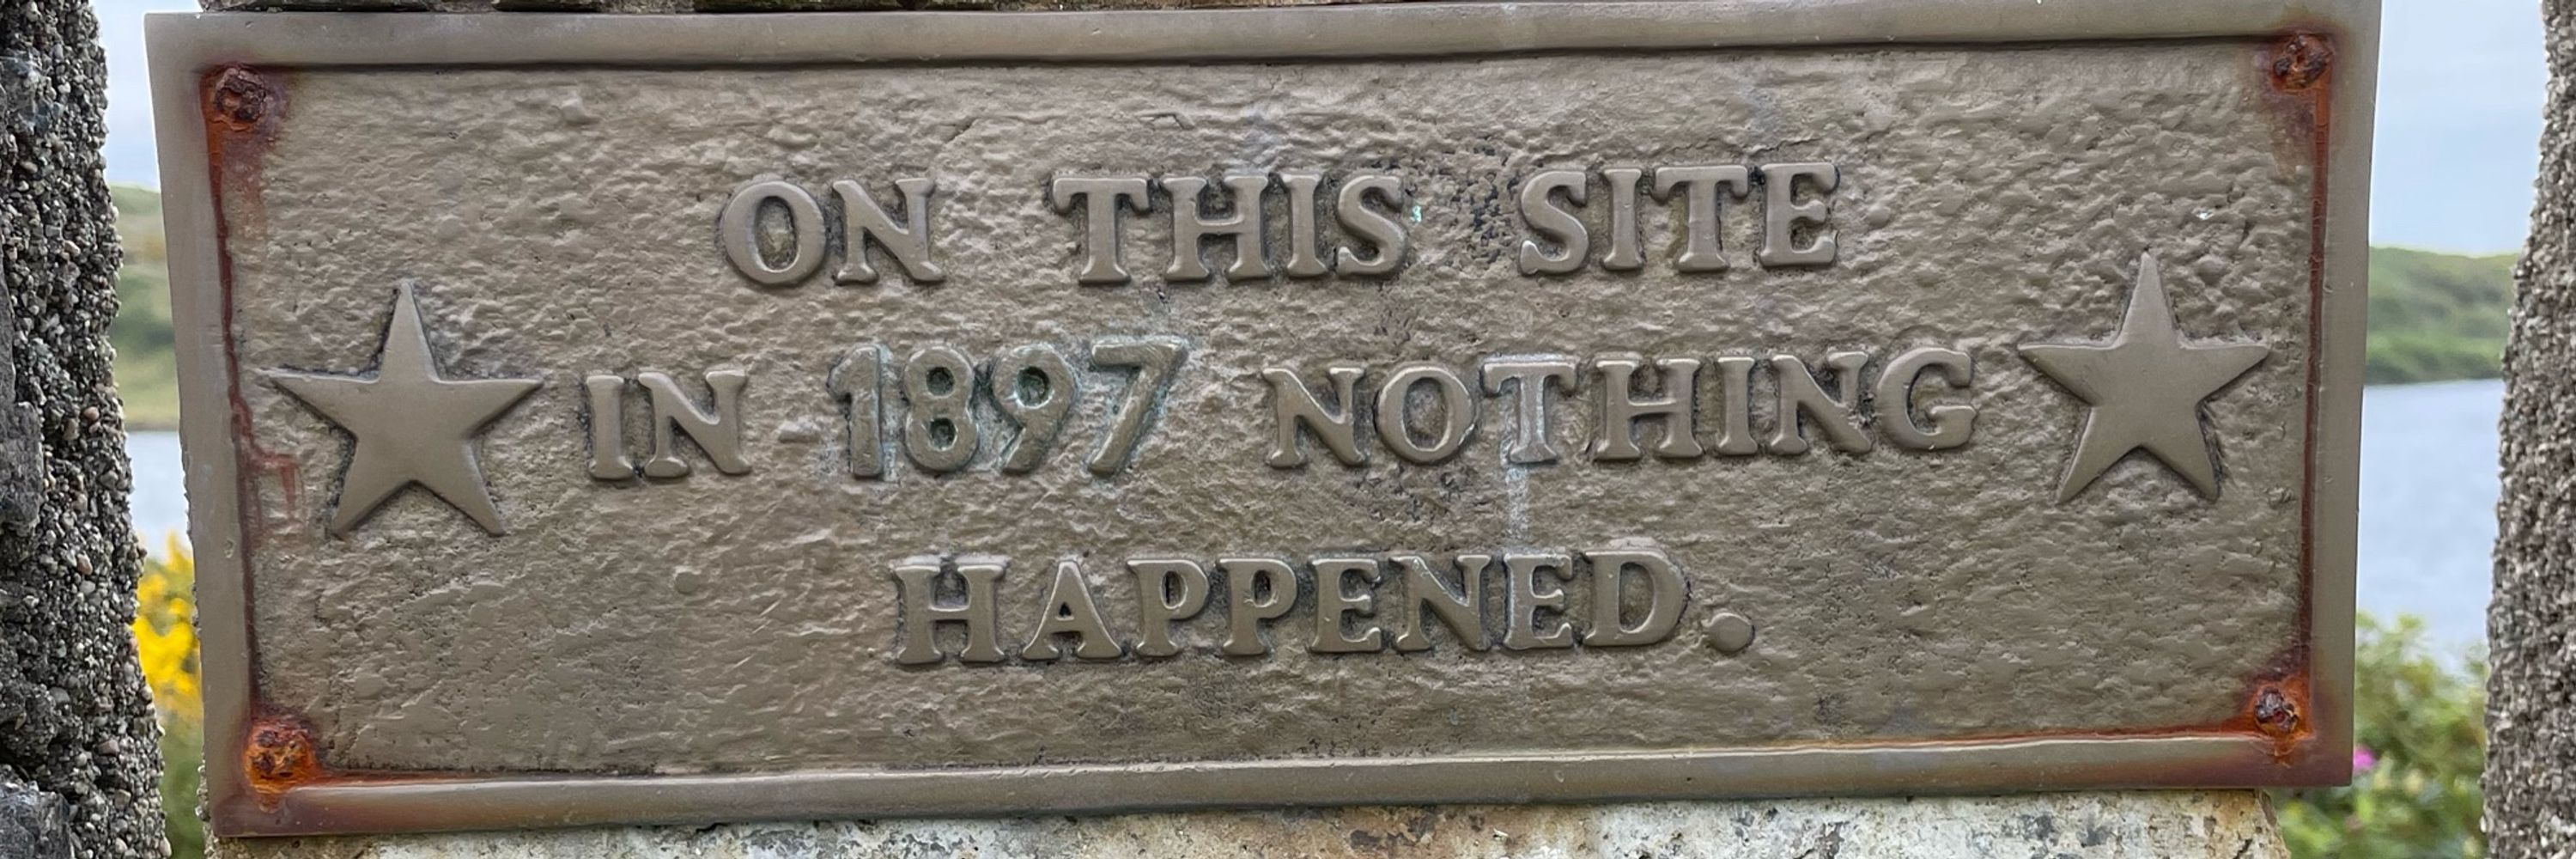 ON THIS SITE
IN 1897 NOTHING
HAPPENED.